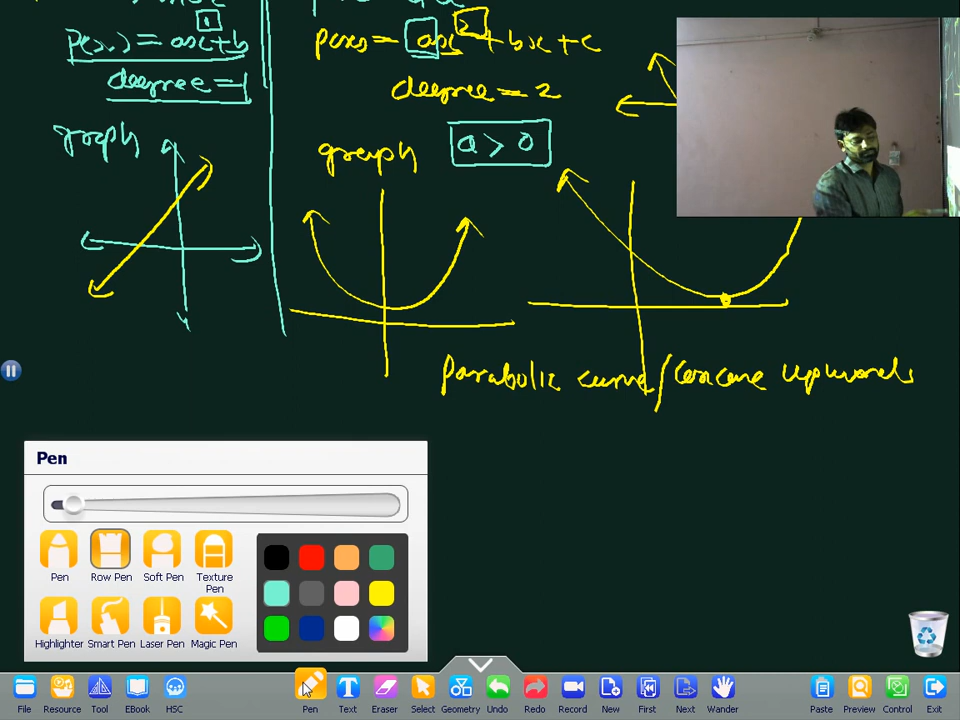 p(x) = ax¹ + b
degree = 1
graph
p(x) = ax² + bx + c
degree = 2
graph
a > 0
Parabolic curve / Concave upwards
Pen
Pen
Row Pen
Soft Pen
Texture Pen
Highlighter
Smart Pen
Laser Pen
Magic Pen
File
Resource
Tool
EBook
HSC
Pen
Text
Eraser
Select
Geometry
Undo
Redo
Record
New
First
Next
Wander
Paste
Preview
Control
Exit